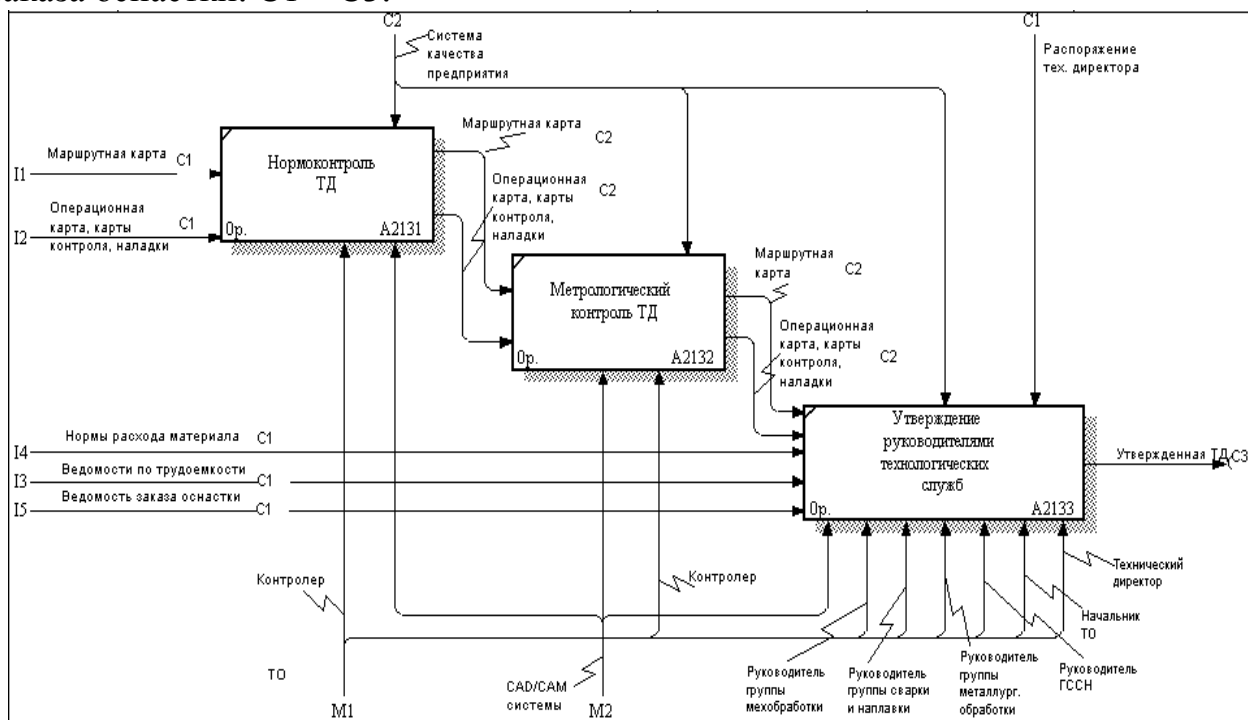 С1 – С3.
C2
C1
Система
качества
предприятия
Распоряжение
тех. директора
Маршрутная карта C1
I1
Операционная
карта, карты
контроля, наладки
C1
I2
Нормоконтроль
ТД
0р. A2131
Маршрутная карта
C2
Операционная
карта, карты
контроля,
наладки
C2
Метрологический
контроль ТД
0р. A2132
Маршрутная
карта
C2
Операционная
карта, карты
контроля,
наладки
C2
Утверждение
руководителями
технологических
служб
0р. A2133
Нормы расхода материала C1
I4
Ведомости по трудоемкости
I3
C1
Ведомость заказа оснастки
I5
C1
Утвержденная ТД
C3
Контролер
Контролер
Технический
директор
Начальник
ТО
ТО
CAD/CAM
системы
Руководитель
группы
мехобработки
Руководитель
группы сварки
и наплавки
Руководитель
группы
металлург.
обработки
Руководитель
ГССН
M1
M2